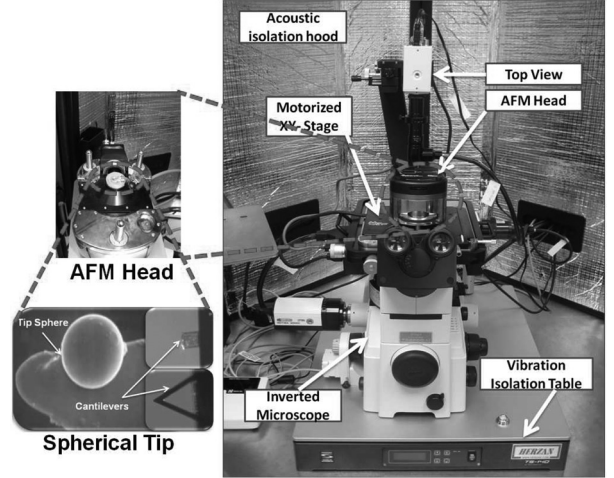 Acoustic
isolation hood
Top View
AFM Head
Motorized
XY- Stage
AFM Head
Tip Sphere
Cantilevers
Spherical Tip
Inverted
Microscope
Vibration
Isolation Table
HERZAN